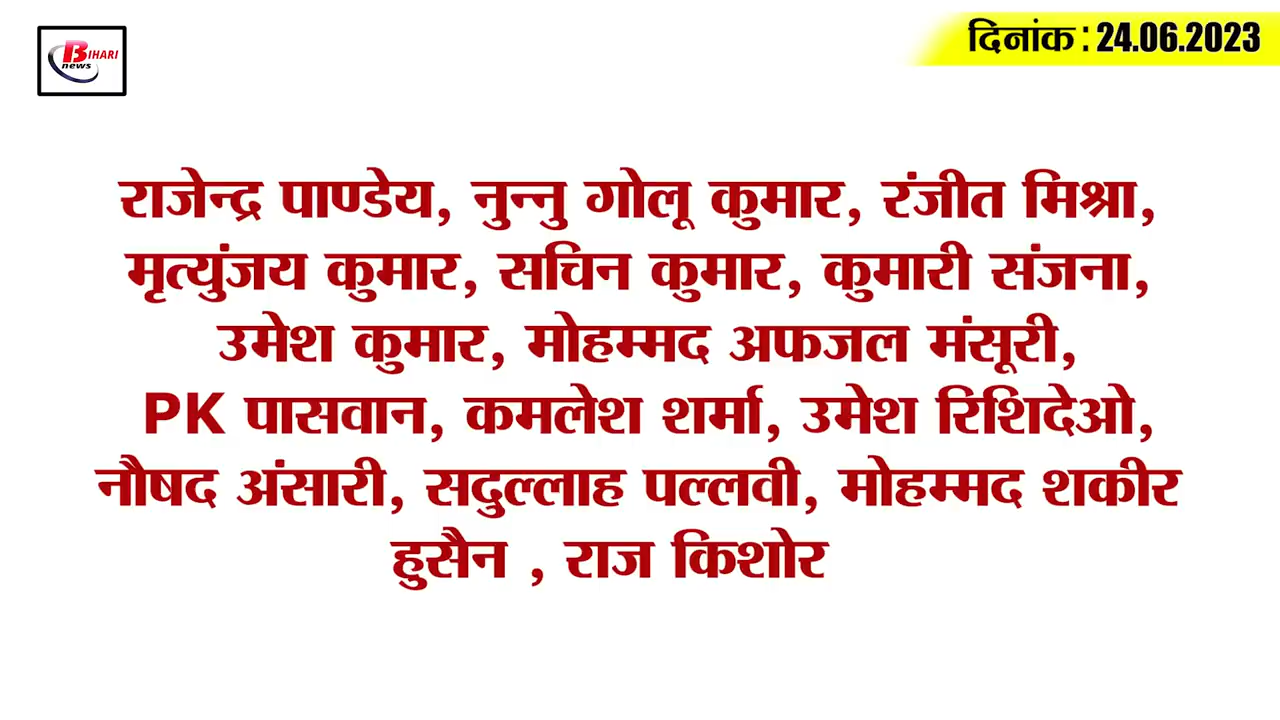 BIHARI
news
दिनांक : 24.06.2023
राजेन्द्र पाण्डेय, नुन्नु गोलू कुमार, रंजीत मिश्रा,
मृत्युंजय कुमार, सचिन कुमार, कुमारी संजना,
उमेश कुमार, मोहम्मद अफजल मंसूरी,
PK पासवान, कमलेश शर्मा, उमेश रिशिदेओ,
नौषद अंसारी, सदुल्लाह पल्लवी, मोहम्मद शकीर
हुसैन , राज किशोर